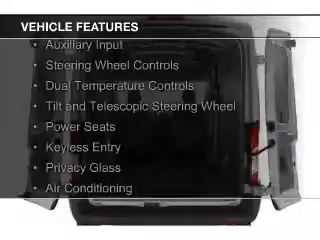 VEHICLE FEATURES
• Auxiliary Input
• Steering Wheel Controls
• Dual Temperature Controls
• Tilt and Telescopic Steering Wheel
• Power Seats
• Keyless Entry
• Privacy Glass
• Air Conditioning